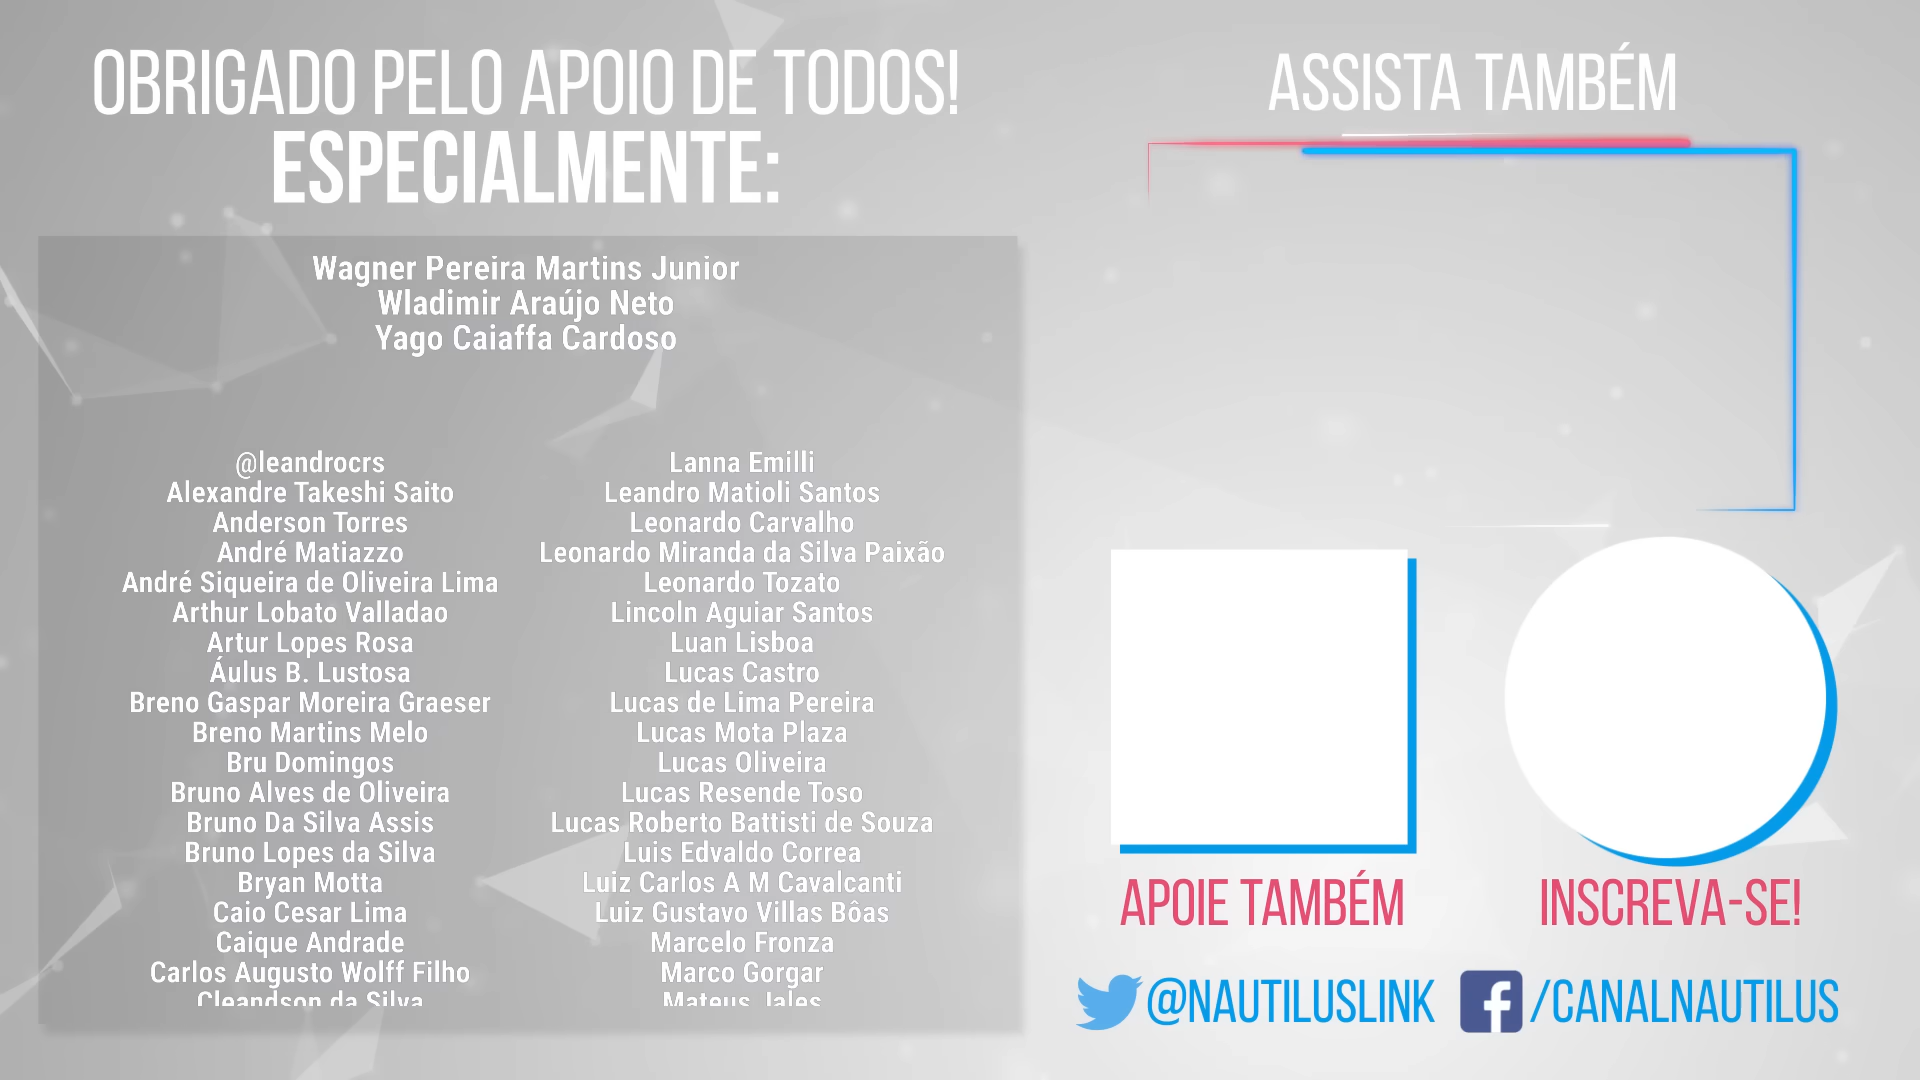 OBRIGADO PELO APOIO DE TODOS!
ESPECIALMENTE:
Wagner Pereira Martins Junior
Wladimir Araújo Neto
Yago Caiaffa Cardoso
@leandrocrs
Alexandre Takeshi Saito
Anderson Torres
André Matiazzo
André Siqueira de Oliveira Lima
Arthur Lobato Valladao
Artur Lopes Rosa
Áulus B. Lustosa
Breno Gaspar Moreira Graeser
Breno Martins Melo
Bru Domingos
Bruno Alves de Oliveira
Bruno Da Silva Assis
Bruno Lopes da Silva
Bryan Motta
Caio Cesar Lima
Caique Andrade
Carlos Augusto Wolff Filho
Cleandson da Silva
Lanna Emilli
Leandro Matioli Santos
Leonardo Carvalho
Leonardo Miranda da Silva Paixão
Leonardo Tozato
Lincoln Aguiar Santos
Luan Lisboa
Lucas Castro
Lucas de Lima Pereira
Lucas Mota Plaza
Lucas Oliveira
Lucas Resende Toso
Lucas Roberto Battisti de Souza
Luis Edvaldo Correa
Luiz Carlos A M Cavalcanti
Luiz Gustavo Villas Bôas
Marcelo Fronza
Marco Gorgar
Mateus Jales
ASSISTA TAMBÉM
APOIE TAMBÉM
INSCREVA-SE!
@NAUTILUSLINK
/CANALNAUTILUS